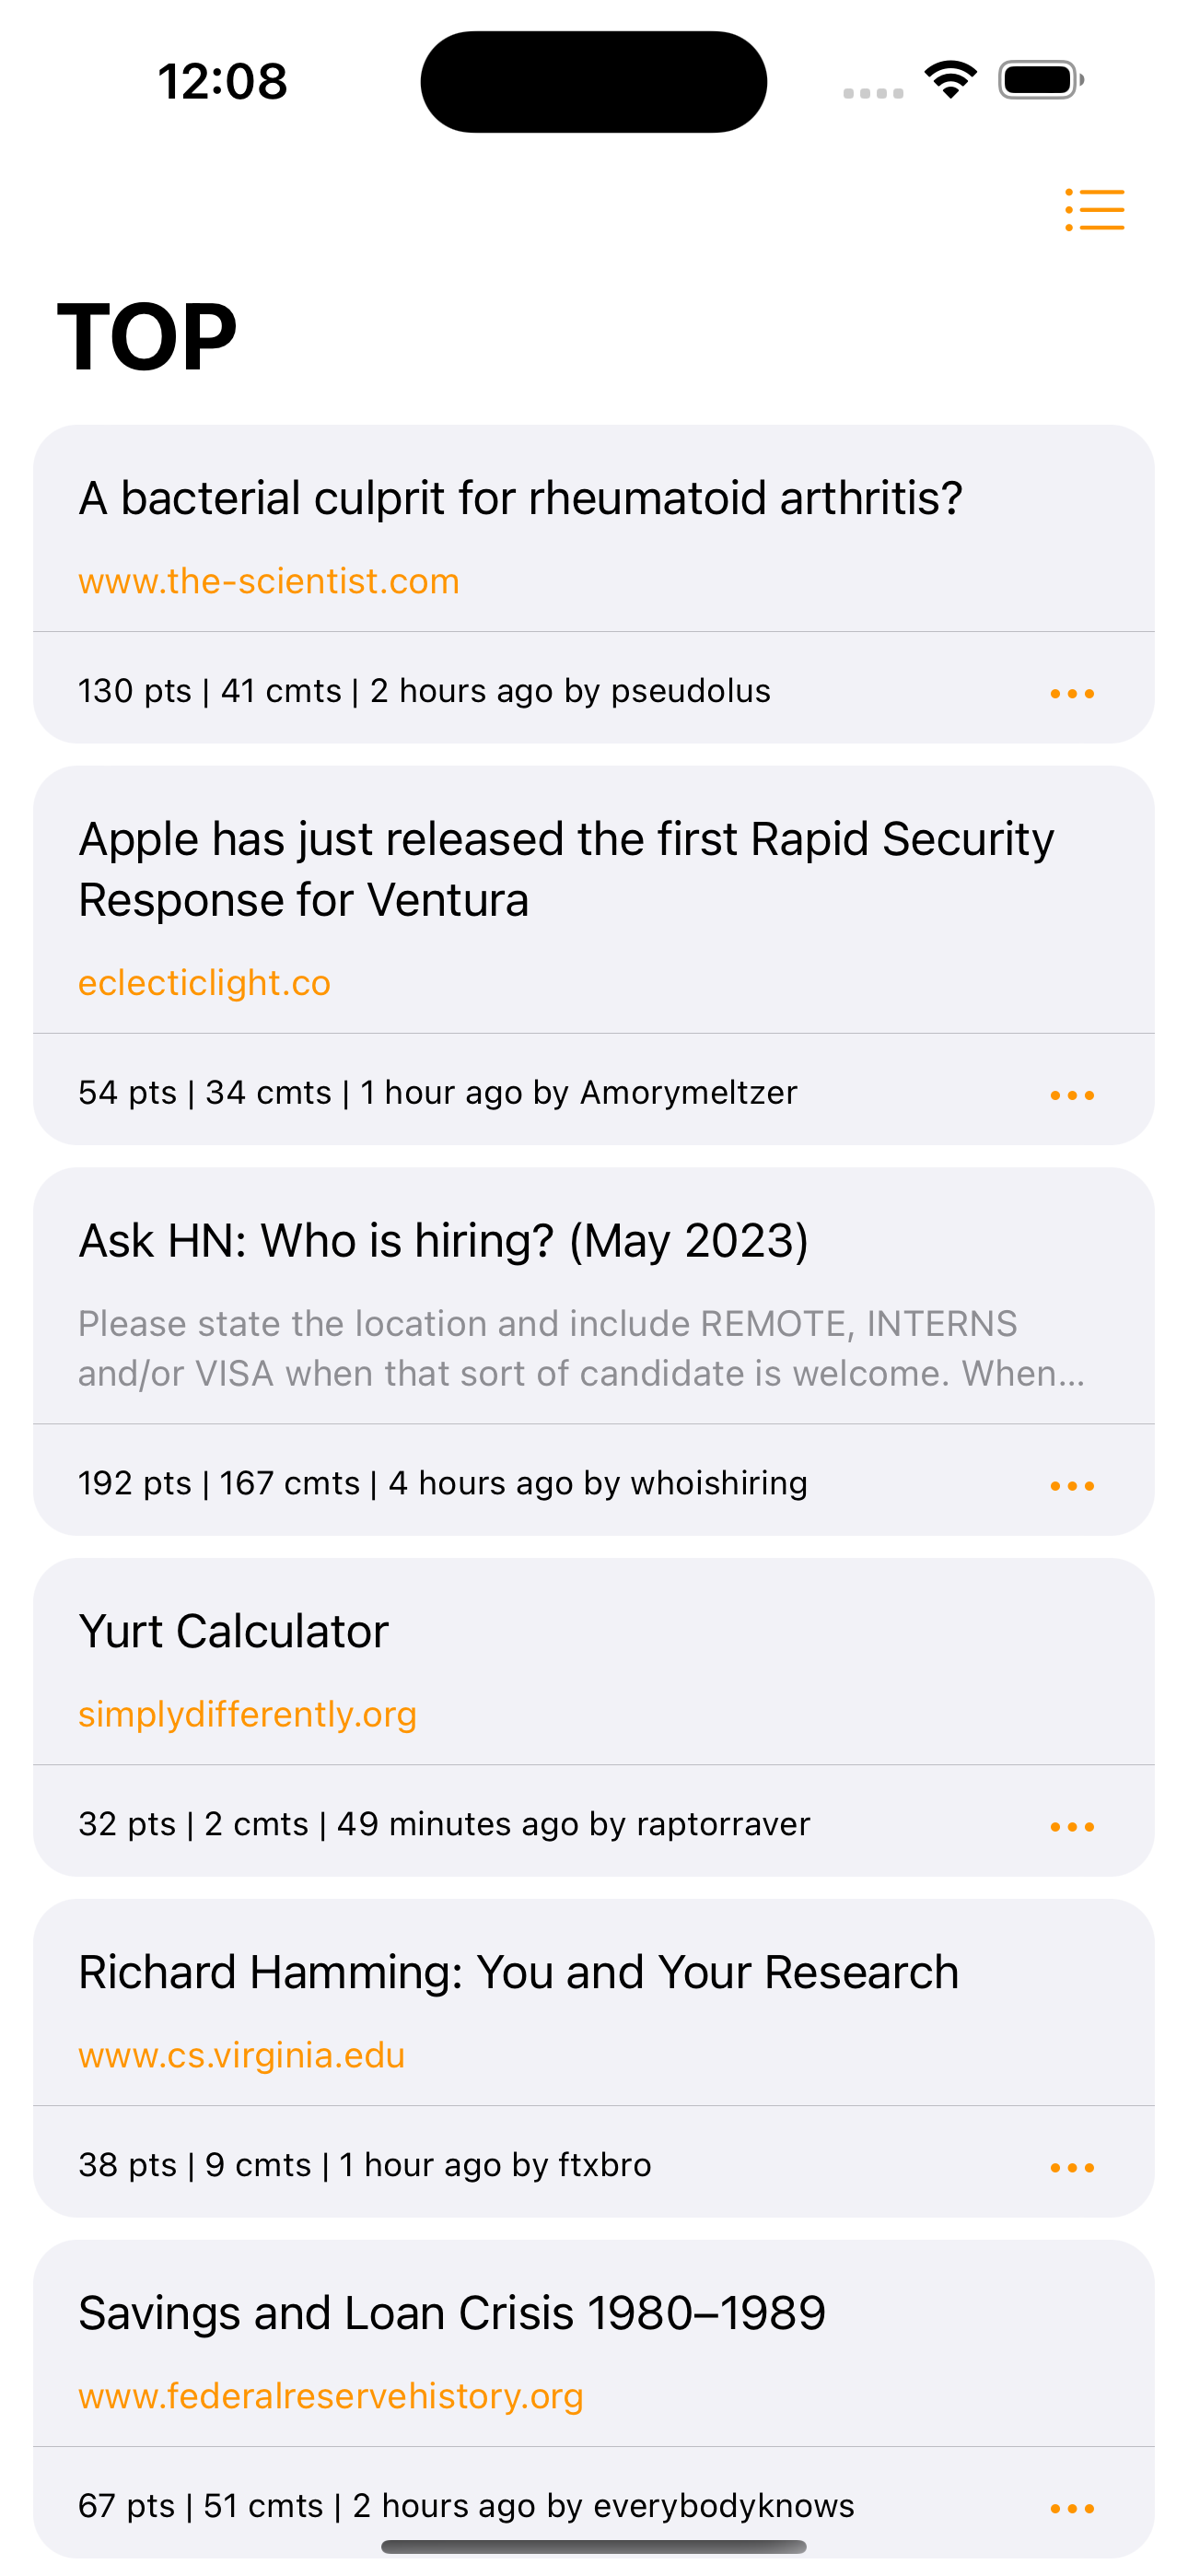 12:08
TOP
A bacterial culprit for rheumatoid arthritis?
www.the-scientist.com
130 pts | 41 cmts | 2 hours ago by pseudolus
Apple has just released the first Rapid Security
Response for Ventura
eclecticlight.co
54 pts | 34 cmts | 1 hour ago by Amorymeltzer
Ask HN: Who is hiring? (May 2023)
Please state the location and include REMOTE, INTERNS
and/or VISA when that sort of candidate is welcome. When...
192 pts | 167 cmts | 4 hours ago by whoishiring
Yurt Calculator
simplydifferently.org
32 pts | 2 cmts | 49 minutes ago by raptorraver
Richard Hamming: You and Your Research
www.cs.virginia.edu
38 pts | 9 cmts | 1 hour ago by ftxbro
Savings and Loan Crisis 1980–1989
www.federalreservehistory.org
67 pts | 51 cmts | 2 hours ago by everybodyknows